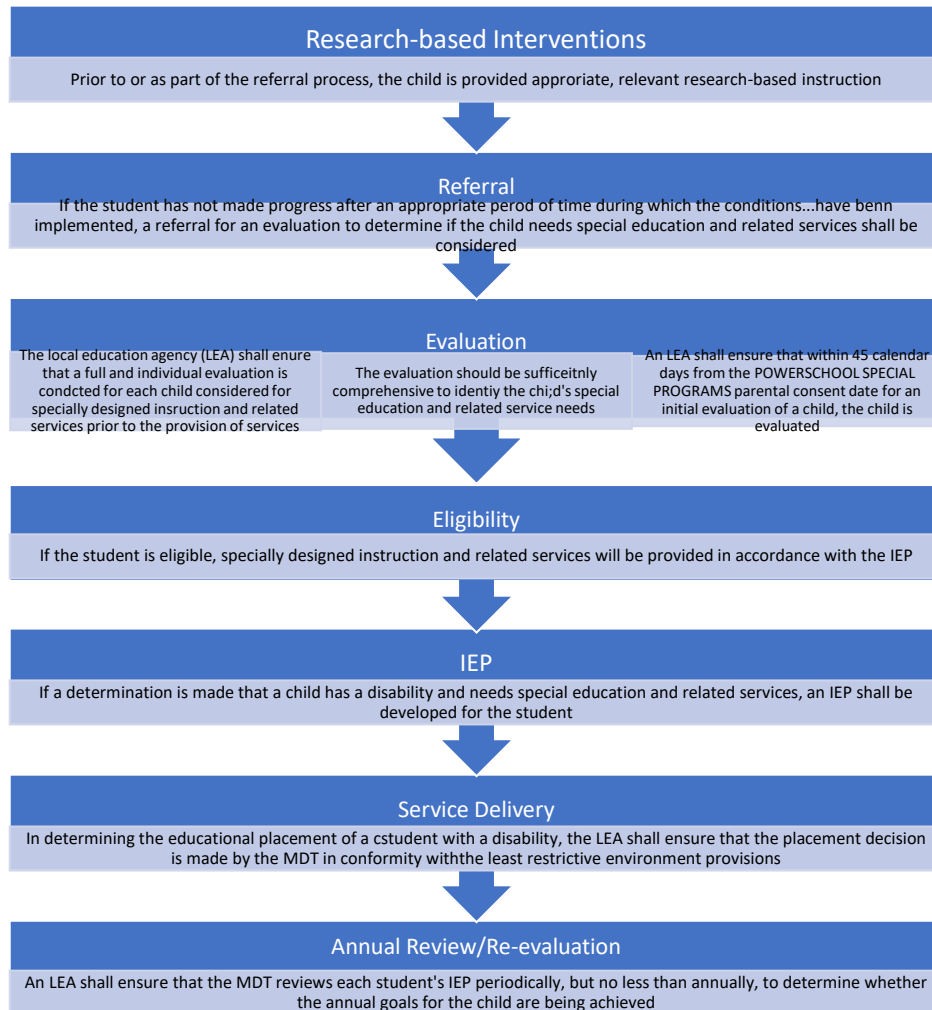 Research-based Interventions
Prior to or as part of the referral process, the child is provided approriate, relevant research-based instruction
Referral
If the student has not made progress after an appropriate perod of time during which the conditions...have benn
implemented, a referral for an evaluation to determine if the child needs special education and related services shall be
considered
Evaluation
The local education agency (LEA) shall enure
that a full and individual evaluation is
condcted for each child considered for
specially designed insruction and related
services prior to the provision of services
The evaluation should be sufficeitnly
comprehensive to identiy the chi;d's special
education and related service needs
An LEA shall ensure that within 45 calendar
days from the POWERSCHOOL SPECIAL
PROGRAMS parental consent date for an
initial evaluation of a child, the child is
evaluated
Eligibility
If the student is eligible, specially designed instruction and related services will be provided in accordance with the IEP
IEP
If a determination is made that a child has a disability and needs special education and related services, an IEP shall be
developed for the student
Service Delivery
In determining the educational placement of a cstudent with a disability, the LEA shall ensure that the placement decision
is made by the MDT in conformity withthe least restrictive environment provisions
Annual Review/Re-evaluation
An LEA shall ensure that the MDT reviews each student's IEP periodically, but no less than annually, to determine whether
the annual goals for the child are being achieved